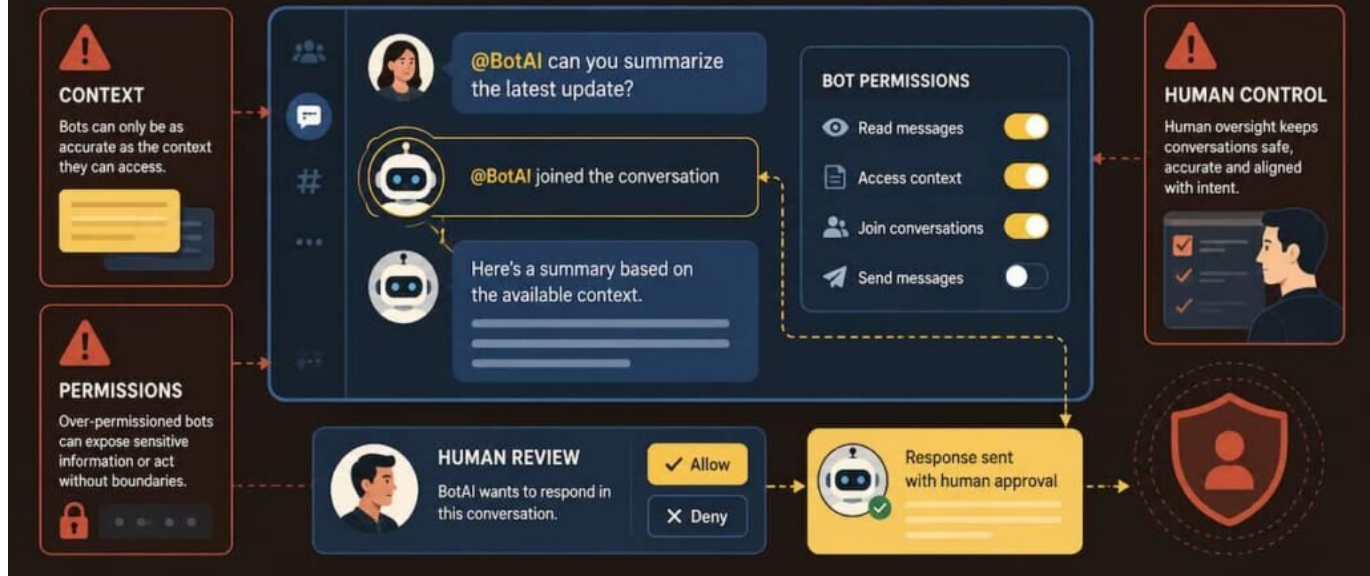 CONTEXT
Bots can only be as
accurate as the context
they can access.
PERMISSIONS
Over-permissioned bots
can expose sensitive
information or act
without boundaries.
@BotAI can you summarize
the latest update?
@BotAI joined the conversation
Here's a summary based on
the available context.
BOT PERMISSIONS
Read messages
Access context
Join conversations
Send messages
HUMAN CONTROL
Human oversight keeps
conversations safe,
accurate and aligned
with intent.
HUMAN REVIEW
BotAI wants to respond in
this conversation.
Allow
Deny
Response sent
with human approval